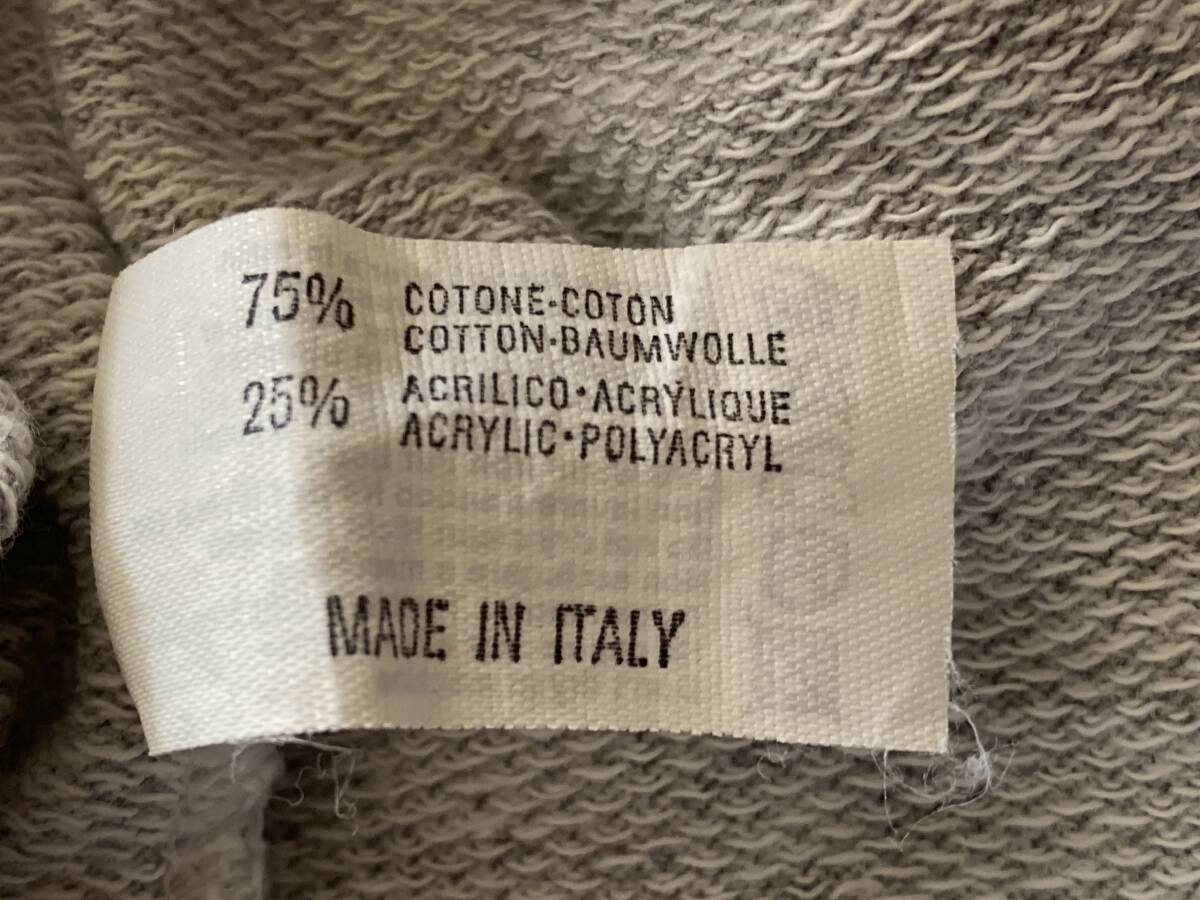 75% COTONE·COTON
COTTON·BAUMWOLLE
25% ACRILICO·ACRYLIQUE
ACRYLIC·POLYACRYL
MADE IN ITALY